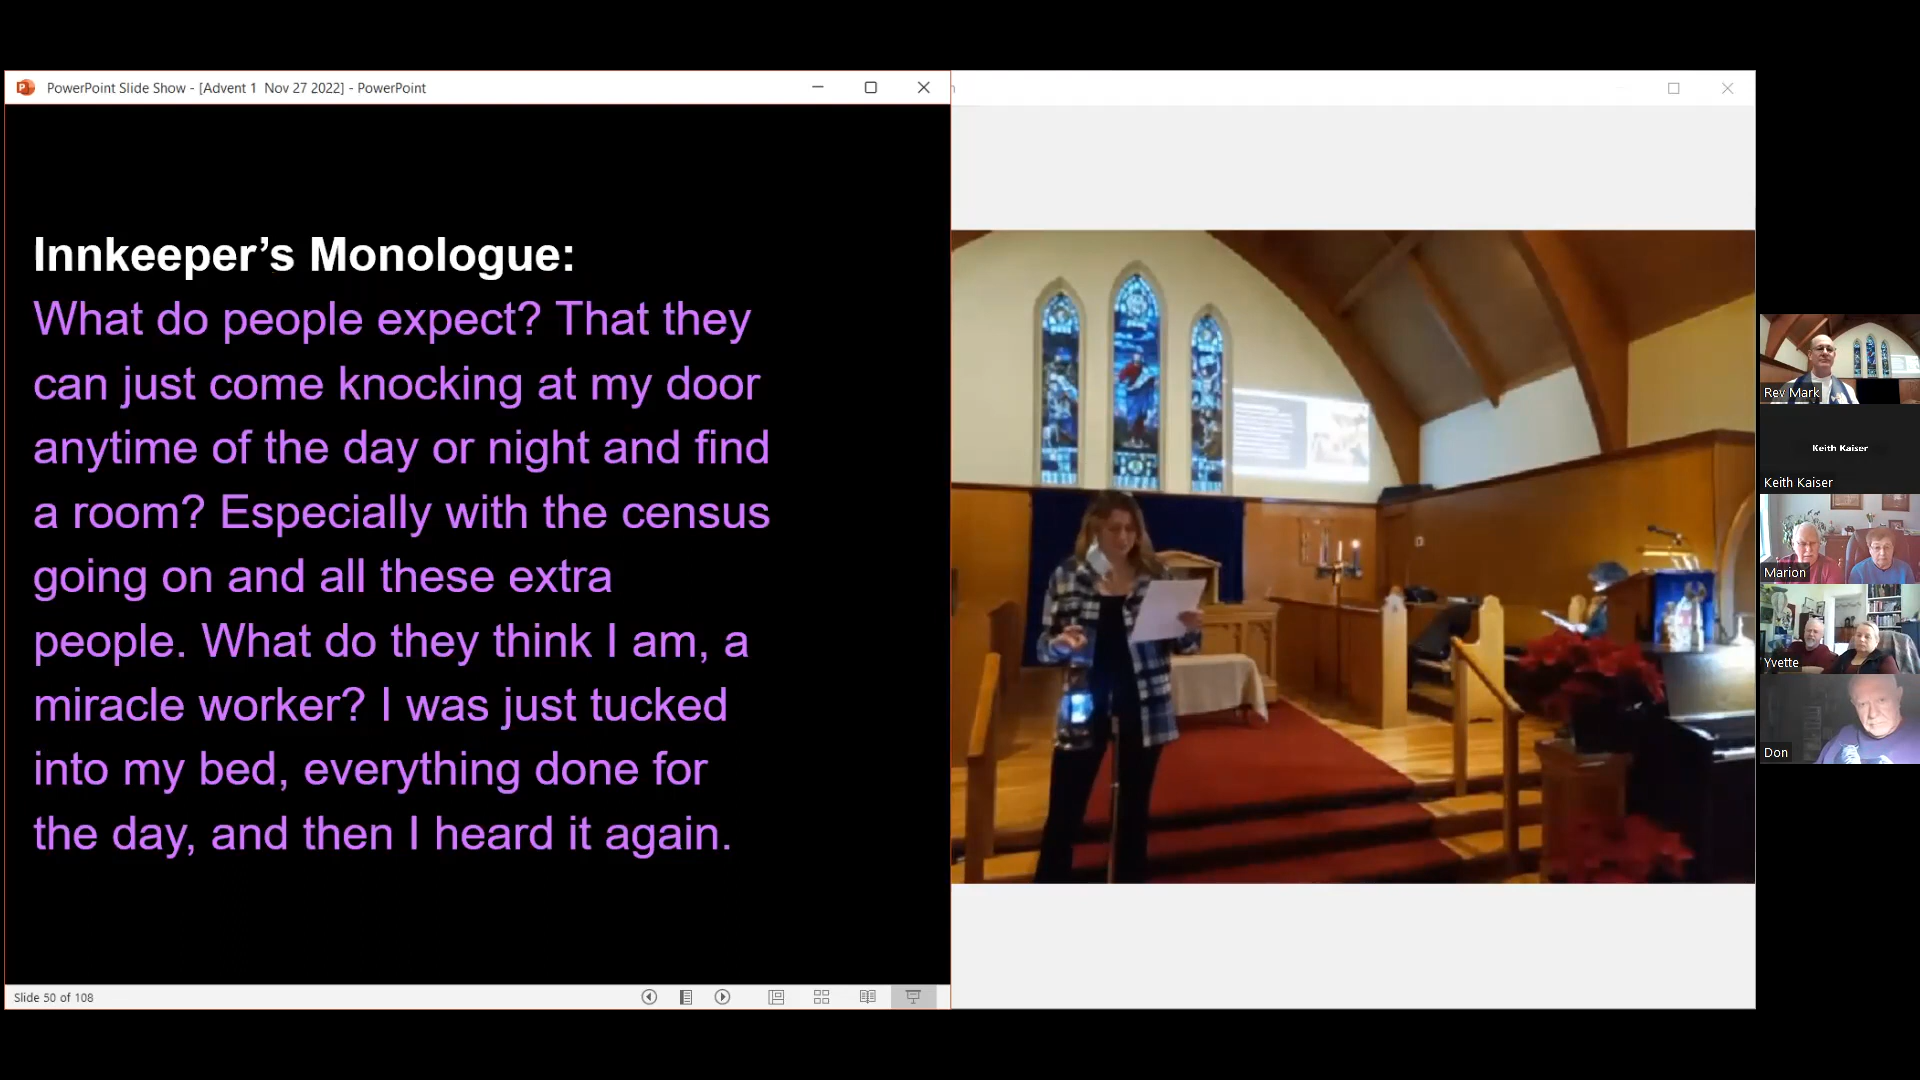 PowerPoint Slide Show - [Advent 1  Nov 27 2022] - PowerPoint
Innkeeper’s Monologue:
What do people expect? That they
can just come knocking at my door
anytime of the day or night and find
a room? Especially with the census
going on and all these extra
people. What do they think I am, a
miracle worker? I was just tucked
into my bed, everything done for
the day, and then I heard it again.
Slide 50 of 108
Rev Mark
Keith Kaiser
Keith Kaiser
Marion
Yvette
Don